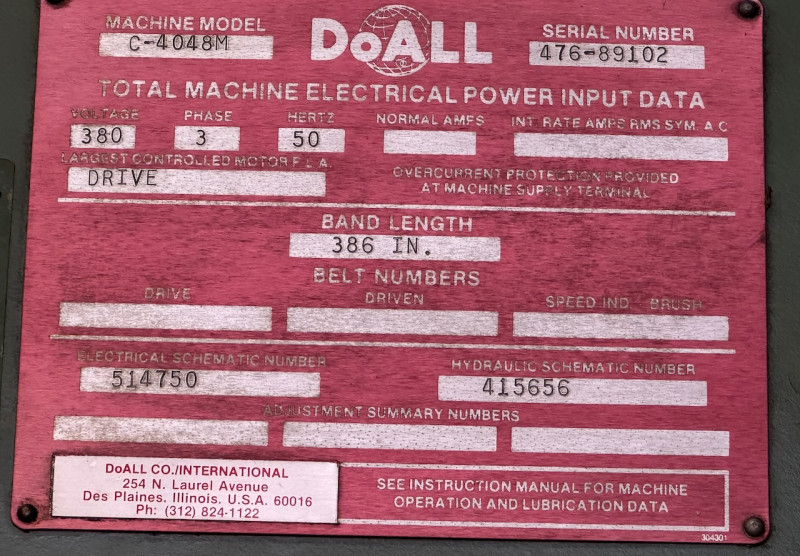 MACHINE MODEL
C-4048M
DOALL
SERIAL NUMBER
476-89102
TOTAL MACHINE ELECTRICAL POWER INPUT DATA
VOLTAGE PHASE HERTZ NORMAL AMPS INT. RATE AMPS RMS SYM. A.C
380 3 50
LARGEST CONTROLLED MOTOR F.L.A.
DRIVE
OVERCURRENT PROTECTION PROVIDED
AT MACHINE SUPPLY TERMINAL
BAND LENGTH
386 IN.
BELT NUMBERS
DRIVE DRIVEN SPEED IND. BRUSH
ELECTRICAL SCHEMATIC NUMBER HYDRAULIC SCHEMATIC NUMBER
514750 415656
ADJUSTMENT SUMMARY NUMBERS
DoALL CO./INTERNATIONAL
254 N. Laurel Avenue
Des Plaines, Illinois, U.S.A. 60016
Ph: (312) 824-1122
SEE INSTRUCTION MANUAL FOR MACHINE
OPERATION AND LUBRICATION DATA
304301